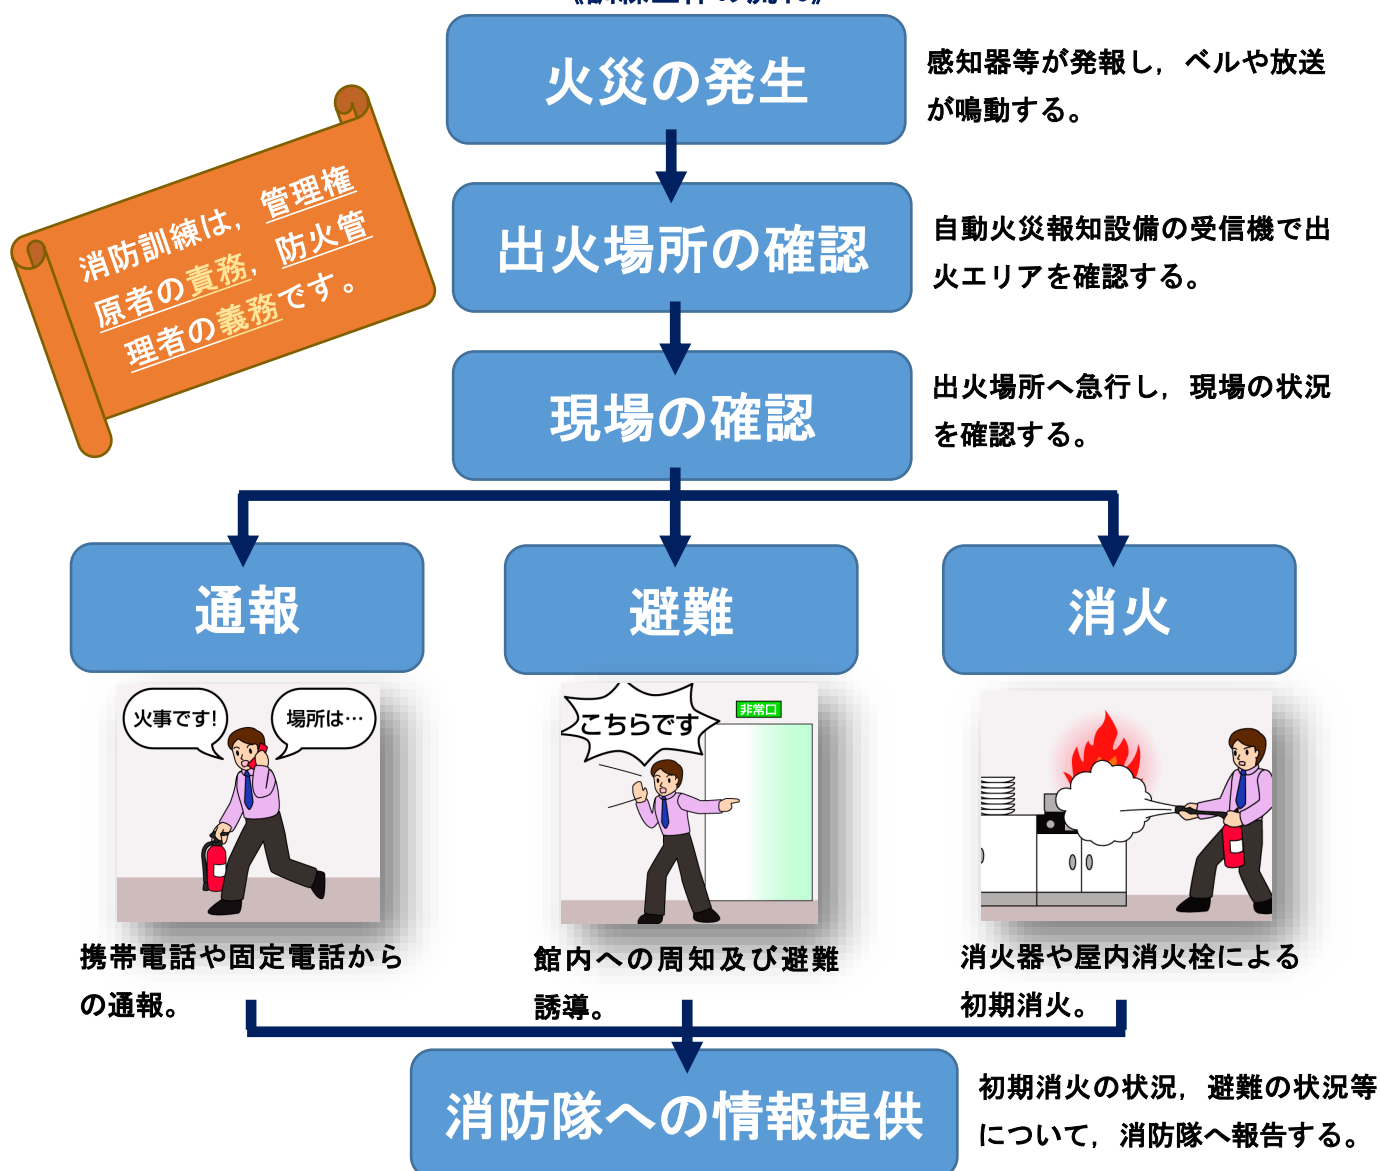 火災の発生
感知器等が発報し，ベルや放送
が鳴動する。
消防訓練は，管理権
原者の責務，防火管
理者の義務です。
出火場所の確認
自動火災報知設備の受信機で出
火エリアを確認する。
現場の確認
出火場所へ急行し，現場の状況
を確認する。
通報
避難
消火
火事です!
場所は…
こちらです
非常口
携帯電話や固定電話から
の通報。
館内への周知及び避難
誘導。
消火器や屋内消火栓による
初期消火。
消防隊への情報提供
初期消火の状況，避難の状況等
について，消防隊へ報告する。